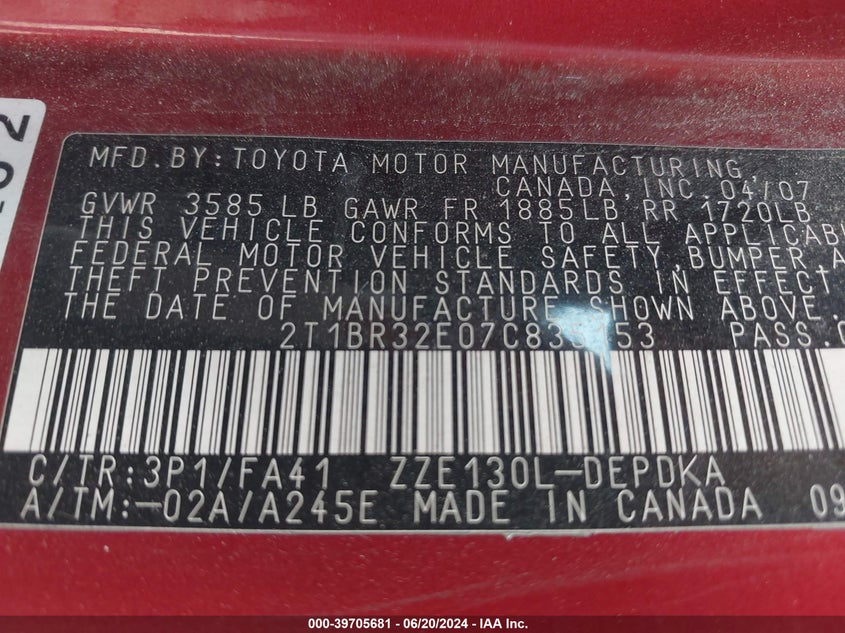 MFD. BY: TOYOTA MOTOR MANUFACTURING,
CANADA, INC. 04/07
GVWR 3585 LB GAWR FR 1885LB, RR 1720LB
THIS VEHICLE CONFORMS TO ALL
FEDERAL MOTOR VEHICLE SAFETY, BUMPER,
THEFT PREVENTION STANDARDS IN EFFECT
THE DATE OF MANUFACTURE SHOWN ABOVE.
PASS.
C/TR:3P1/FA41 ZZE130L-DEPDKA
A/TM:-02A/A245E MADE IN CANADA 09
000-39705681 - 06/20/2024 - IAA Inc.